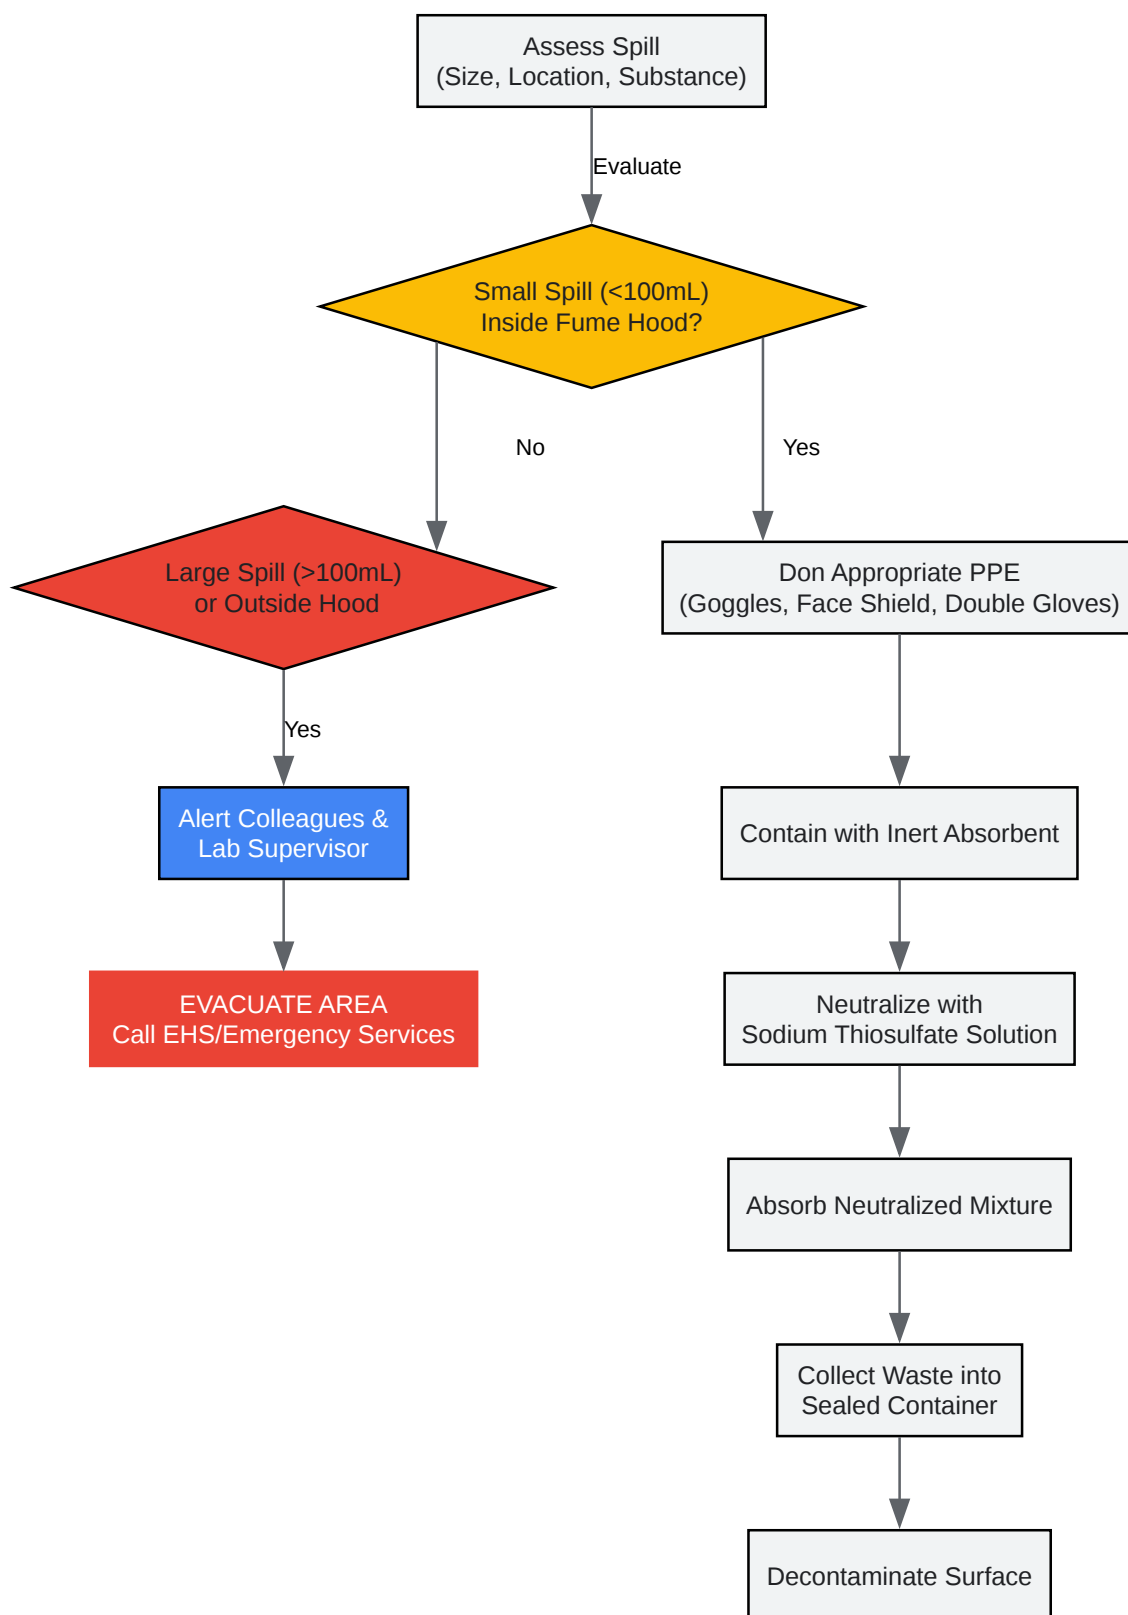 Assess Spill
(Size, Location, Substance)
Evaluate
Small Spill (<100mL)
Inside Fume Hood?
No
Yes
Large Spill (>100mL)
or Outside Hood
Don Appropriate PPE
(Goggles, Face Shield, Double Gloves)
Yes
Alert Colleagues &
Lab Supervisor
Contain with Inert Absorbent
EVACUATE AREA
Call EHS/Emergency Services
Neutralize with
Sodium Thiosulfate Solution
Absorb Neutralized Mixture
Collect Waste into
Sealed Container
Decontaminate Surface